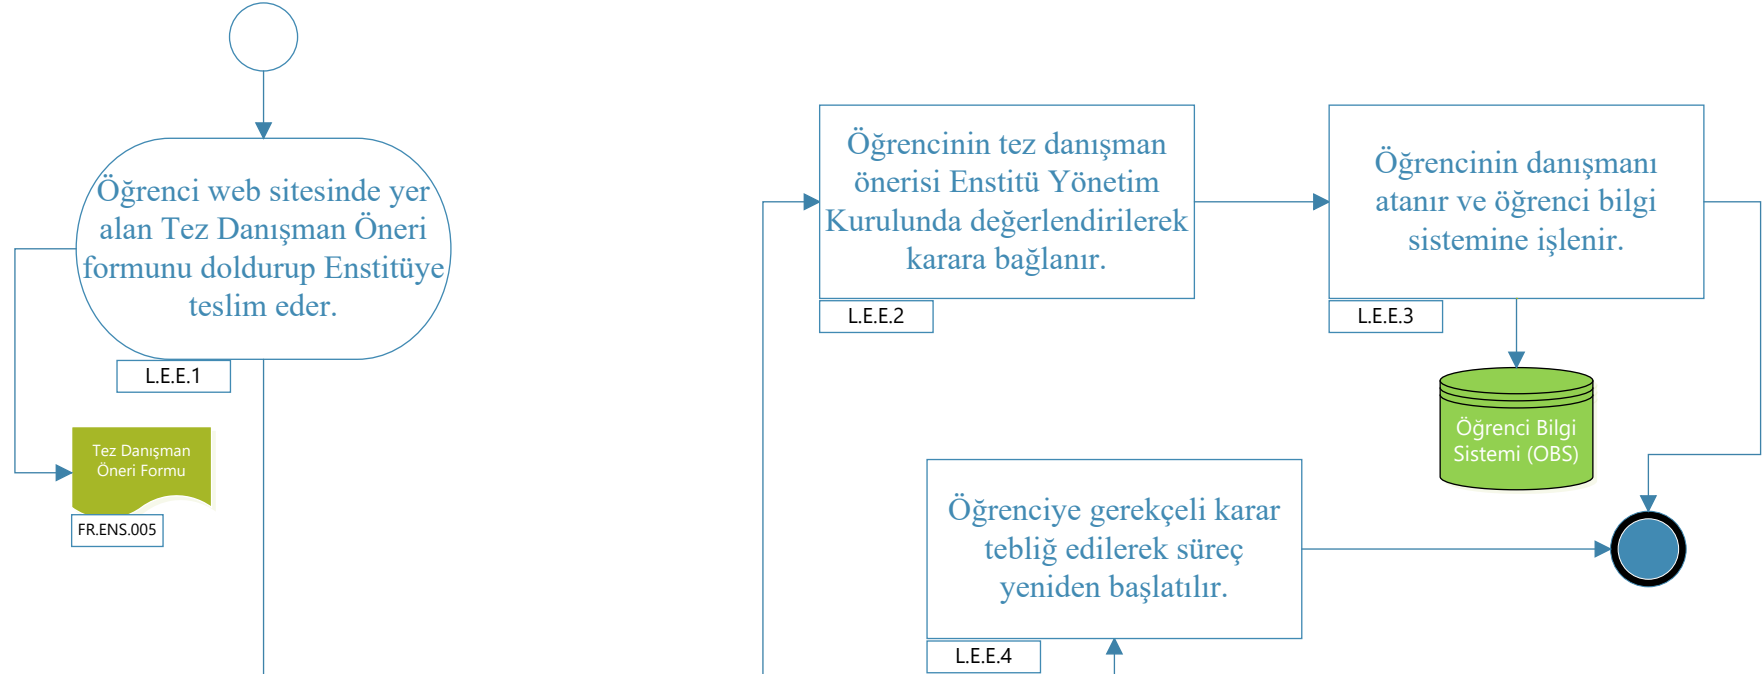 Öğrenci web sitesinde yer
alan Tez Danışman Öneri
formunu doldurup Enstitüye
teslim eder.
L.E.E.1
Tez Danışman
Öneri Formu
FR.ENS.005
Öğrencinin tez danışman
önerisi Enstitü Yönetim
Kurulunda değerlendirilerek
karara bağlanır.
L.E.E.2
Öğrencinin danışmanı
atanır ve öğrenci bilgi
sistemine işlenir.
L.E.E.3
Öğrenci Bilgi
Sistemi (OBS)
Öğrenciye gerekçeli karar
tebliğ edilerek süreç
yeniden başlatılır.
L.E.E.4